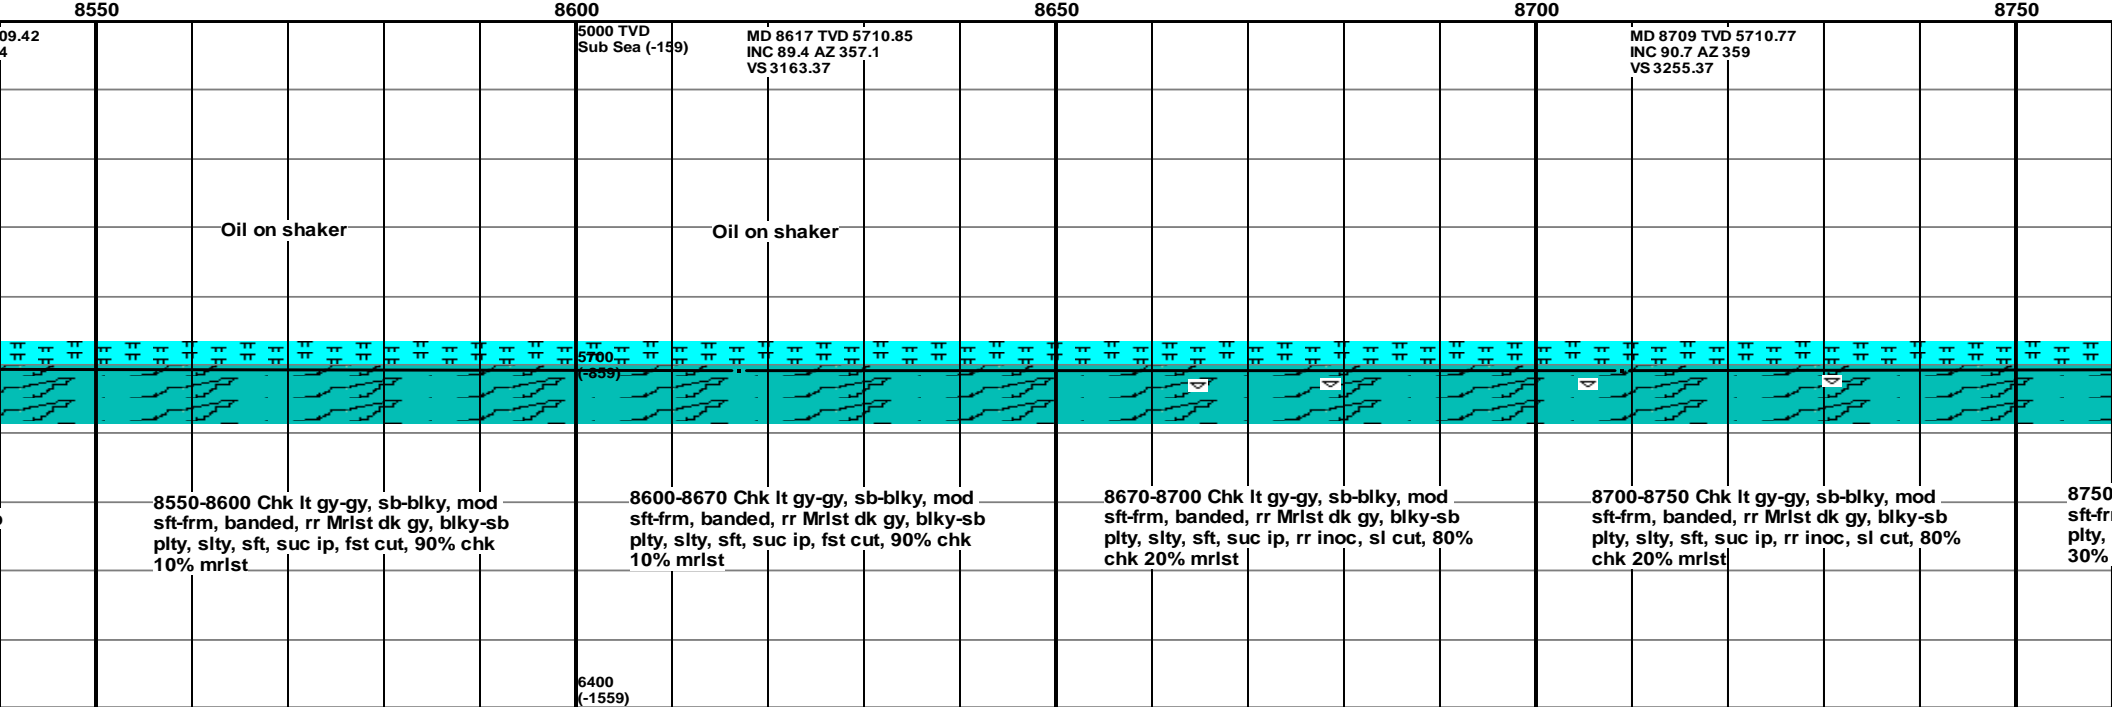 8550 8600 8650 8700 8750
09.42
4
5000 TVD
Sub Sea (-159)
MD 8617 TVD 5710.85
INC 89.4 AZ 357.1
VS 3163.37
MD 8709 TVD 5710.77
INC 90.7 AZ 359
VS 3255.37
Oil on shaker
Oil on shaker
5700
(-859)
8550-8600 Chk lt gy-gy, sb-blky, mod
sft-frm, banded, rr Mrlst dk gy, blky-sb
plty, slty, sft, suc ip, fst cut, 90% chk
10% mrlst
8600-8670 Chk lt gy-gy, sb-blky, mod
sft-frm, banded, rr Mrlst dk gy, blky-sb
plty, slty, sft, suc ip, fst cut, 90% chk
10% mrlst
8670-8700 Chk lt gy-gy, sb-blky, mod
sft-frm, banded, rr Mrlst dk gy, blky-sb
plty, slty, sft, suc ip, rr inoc, sl cut, 80%
chk 20% mrlst
8700-8750 Chk lt gy-gy, sb-blky, mod
sft-frm, banded, rr Mrlst dk gy, blky-sb
plty, slty, sft, suc ip, rr inoc, sl cut, 80%
chk 20% mrlst
8750
sft-fr
plty,
30%
6400
(-1559)